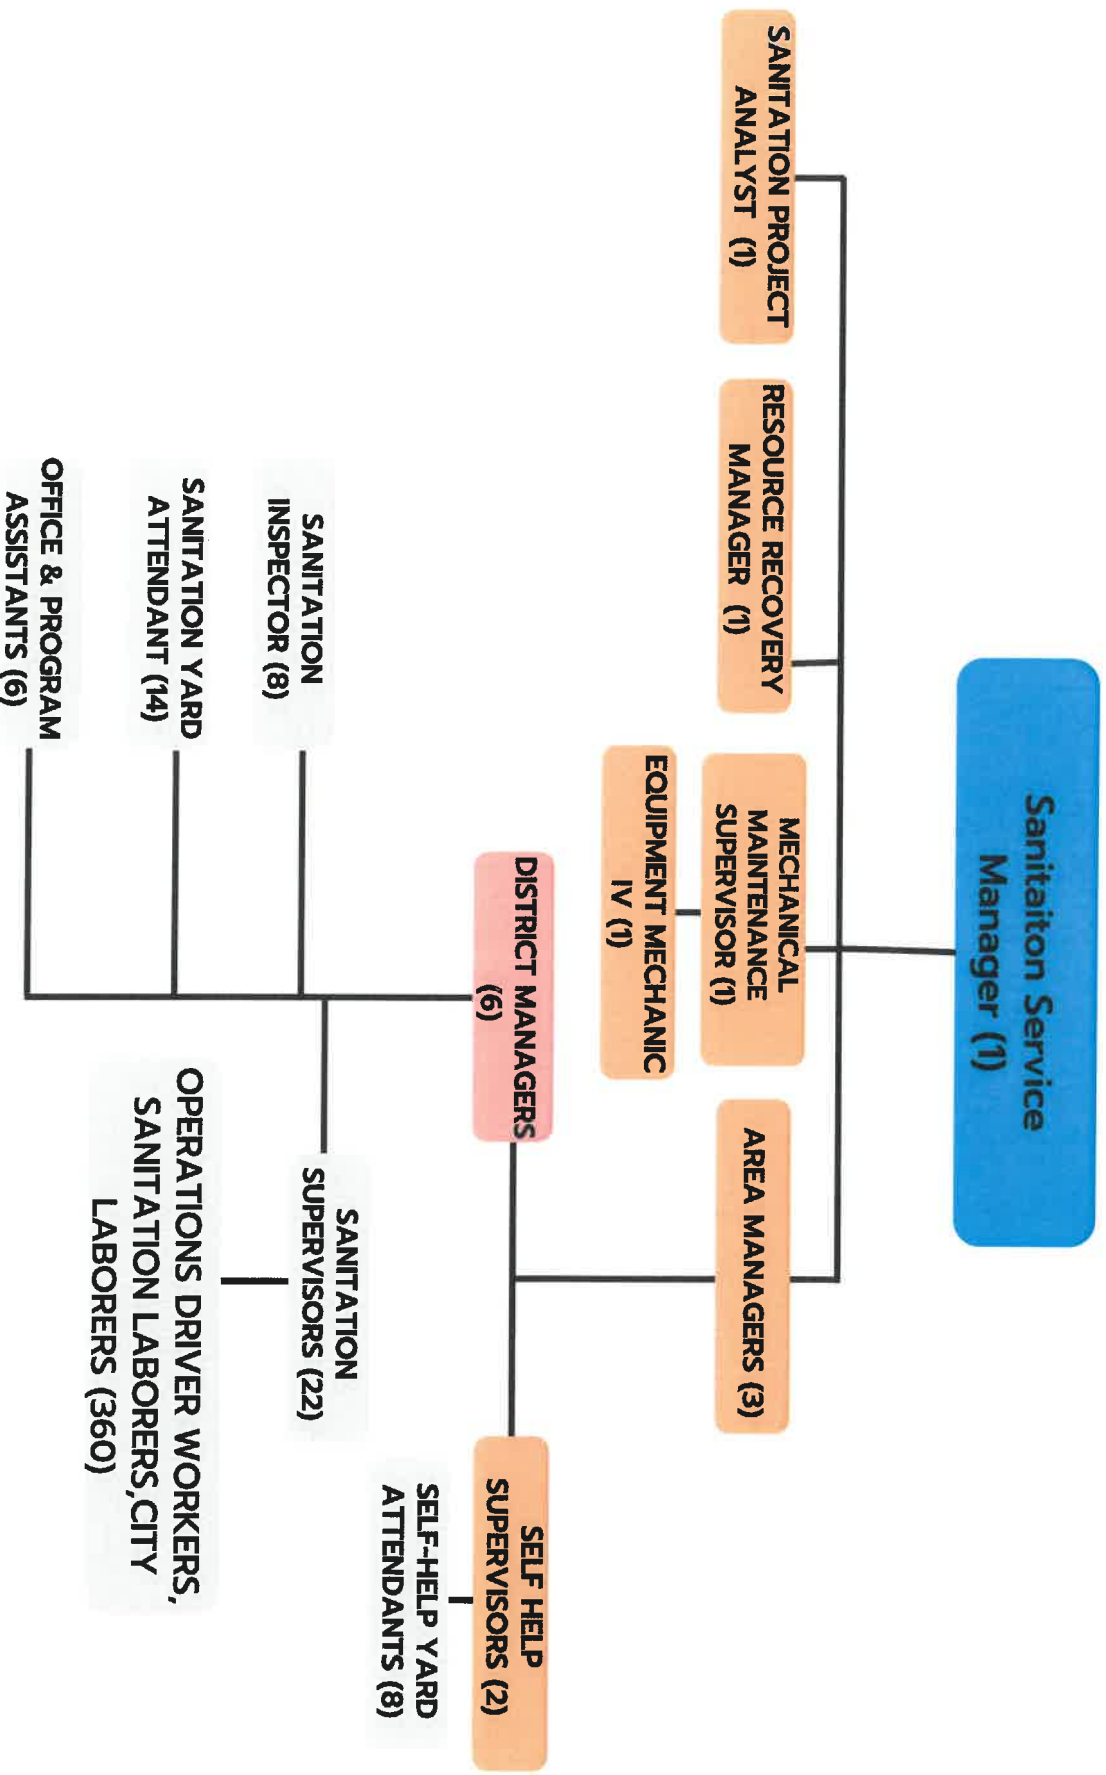 Sanitaiton Service
Manager (1)
SANITATION PROJECT
ANALYST (1)
RESOURCE RECOVERY
MANAGER (1)
MECHANICAL
MAINTENANCE
SUPERVISOR (1)
AREA MANAGERS (3)
EQUIPMENT MECHANIC
IV (1)
DISTRICT MANAGERS
(6)
SELF HELP
SUPERVISORS (2)
SELF-HELP YARD
ATTENDANTS (8)
SANITATION
INSPECTOR (8)
SANITATION
SUPERVISORS (22)
SANITATION YARD
ATTENDANT (14)
OPERATIONS DRIVER WORKERS,
SANITATION LABORERS,CITY
LABORERS (360)
OFFICE & PROGRAM
ASSISTANTS (6)